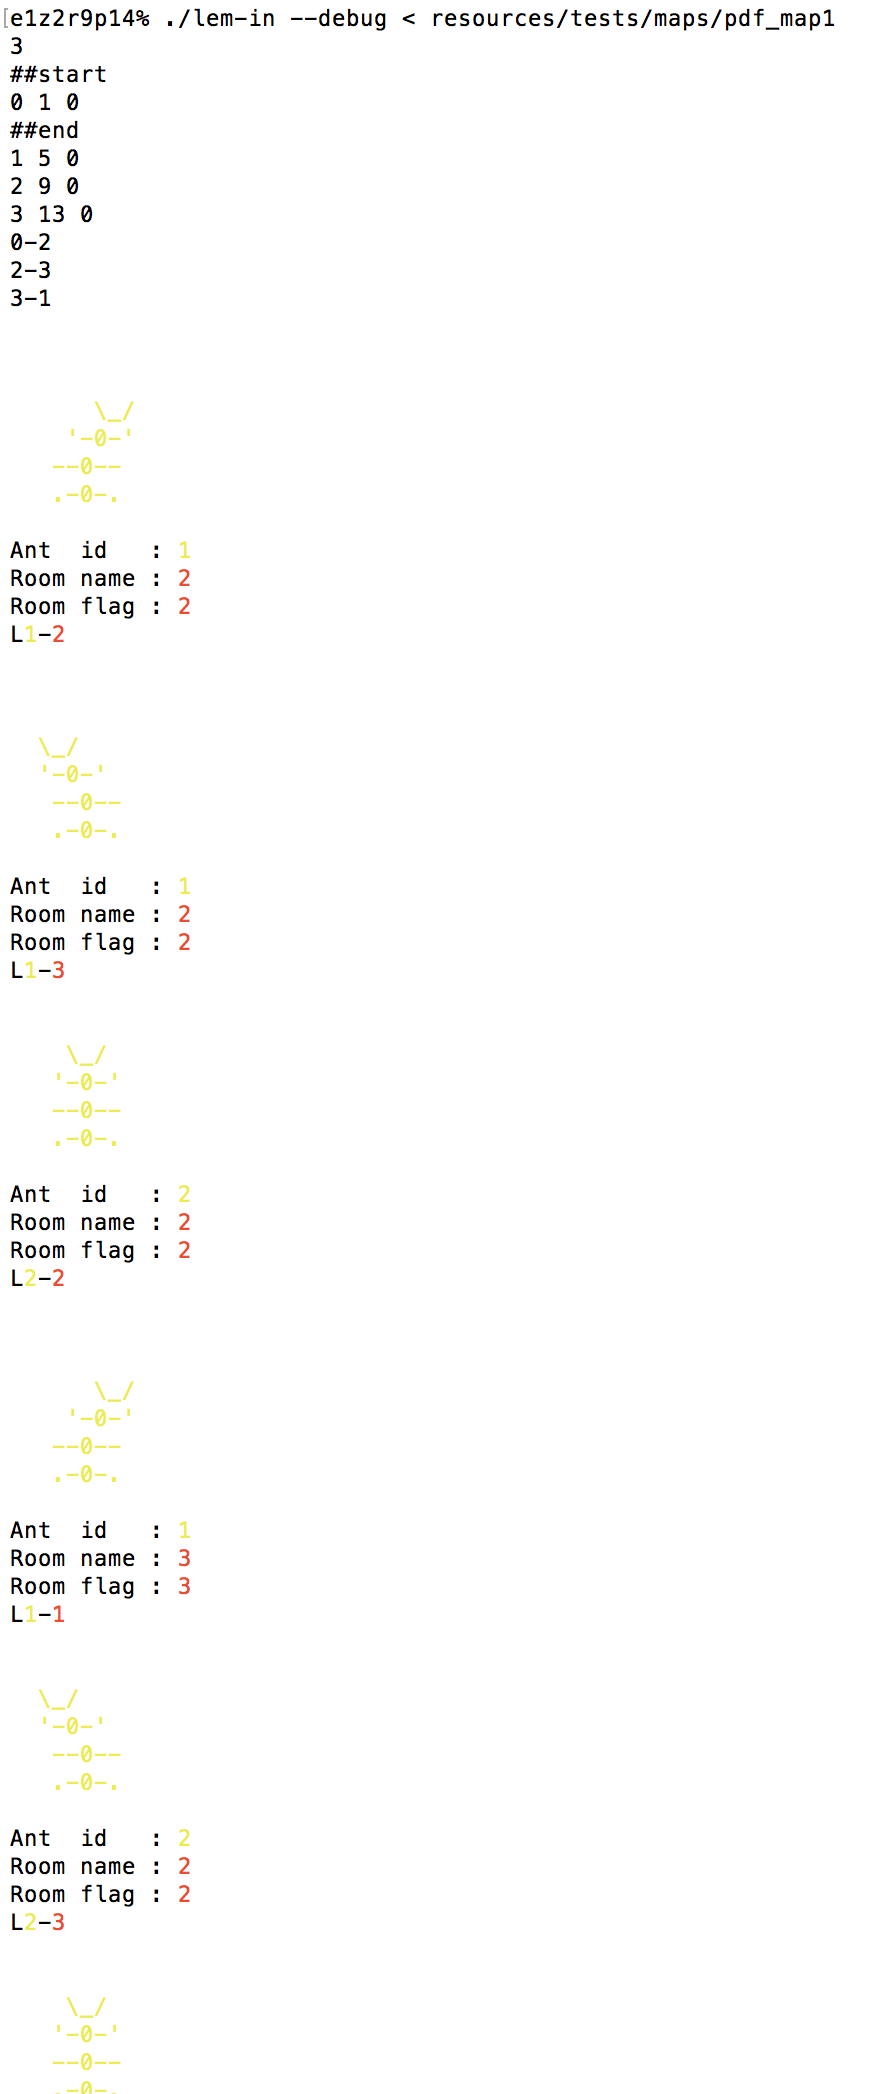 [e1z2r9p14% ./lem-in --debug < resources/tests/maps/pdf_map1
3
##start
0 1 0
##end
1 5 0
2 9 0
3 13 0
0-2
2-3
3-1
      \_/
    '-0-'
   --0--
   .-0-.
Ant  id   : 1
Room name : 2
Room flag : 2
L1-2
  \_/
  '-0-'
   --0--
   .-0-.
Ant  id   : 1
Room name : 2
Room flag : 2
L1-3
    \_/
   '-0-'
   --0--
   .-0-.
Ant  id   : 2
Room name : 2
Room flag : 2
L2-2
      \_/
    '-0-'
   --0--
   .-0-.
Ant  id   : 1
Room name : 3
Room flag : 3
L1-1
  \_/
  '-0-'
   --0--
   .-0-.
Ant  id   : 2
Room name : 2
Room flag : 2
L2-3
    \_/
   '-0-'
   --0--
   .-0-.